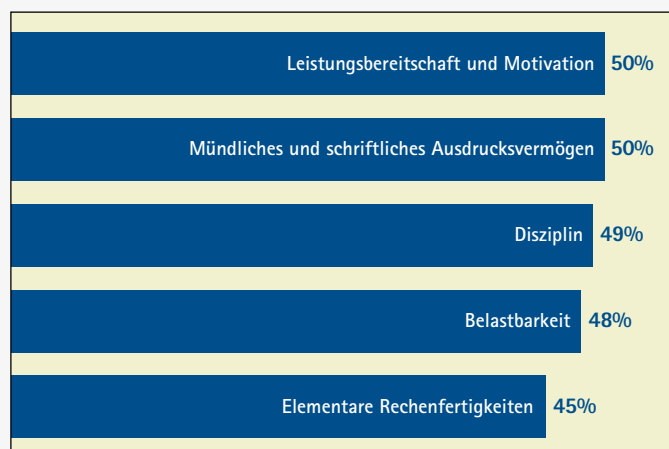 Leistungsbereitschaft und Motivation 50%
Mündliches und schriftliches Ausdrucksvermögen 50%
Disziplin 49%
Belastbarkeit 48%
Elementare Rechenfertigkeiten 45%